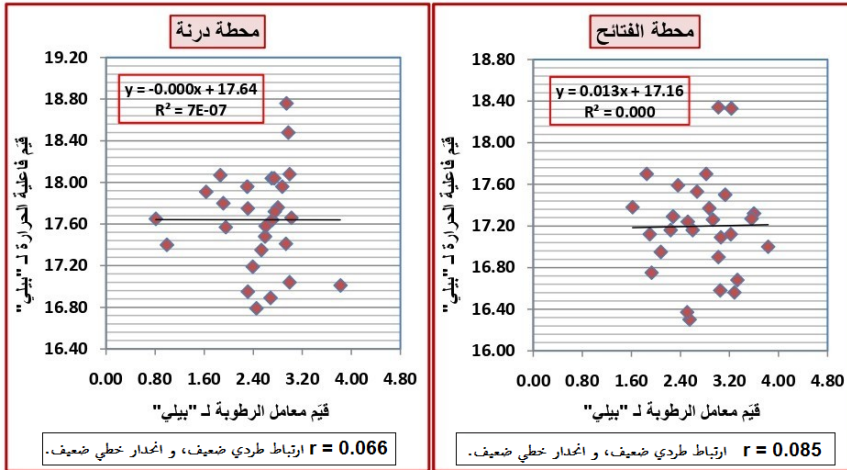 محطة الفتائح
y = 0.013x + 17.16
R² = 0.000
قيَم فاعلية الحرارة لـ "بيلي"
18.80
18.40
18.00
17.60
17.20
16.80
16.40
16.00
0.00 0.80 1.60 2.40 3.20 4.00 4.80
قيَم معامل الرطوبة لـ "بيلي"
r = 0.085 ارتباط طردي ضعيف، و انحدار خطي ضعيف.
محطة درنة
y = -0.000x + 17.64
R² = 7E-07
قيَم فاعلية الحرارة لـ "بيلي"
19.20
18.80
18.40
18.00
17.60
17.20
16.80
16.40
0.00 0.80 1.60 2.40 3.20 4.00 4.80
قيَم معامل الرطوبة لـ "بيلي"
r = 0.066 ارتباط طردي ضعيف، و انحدار خطي ضعيف.